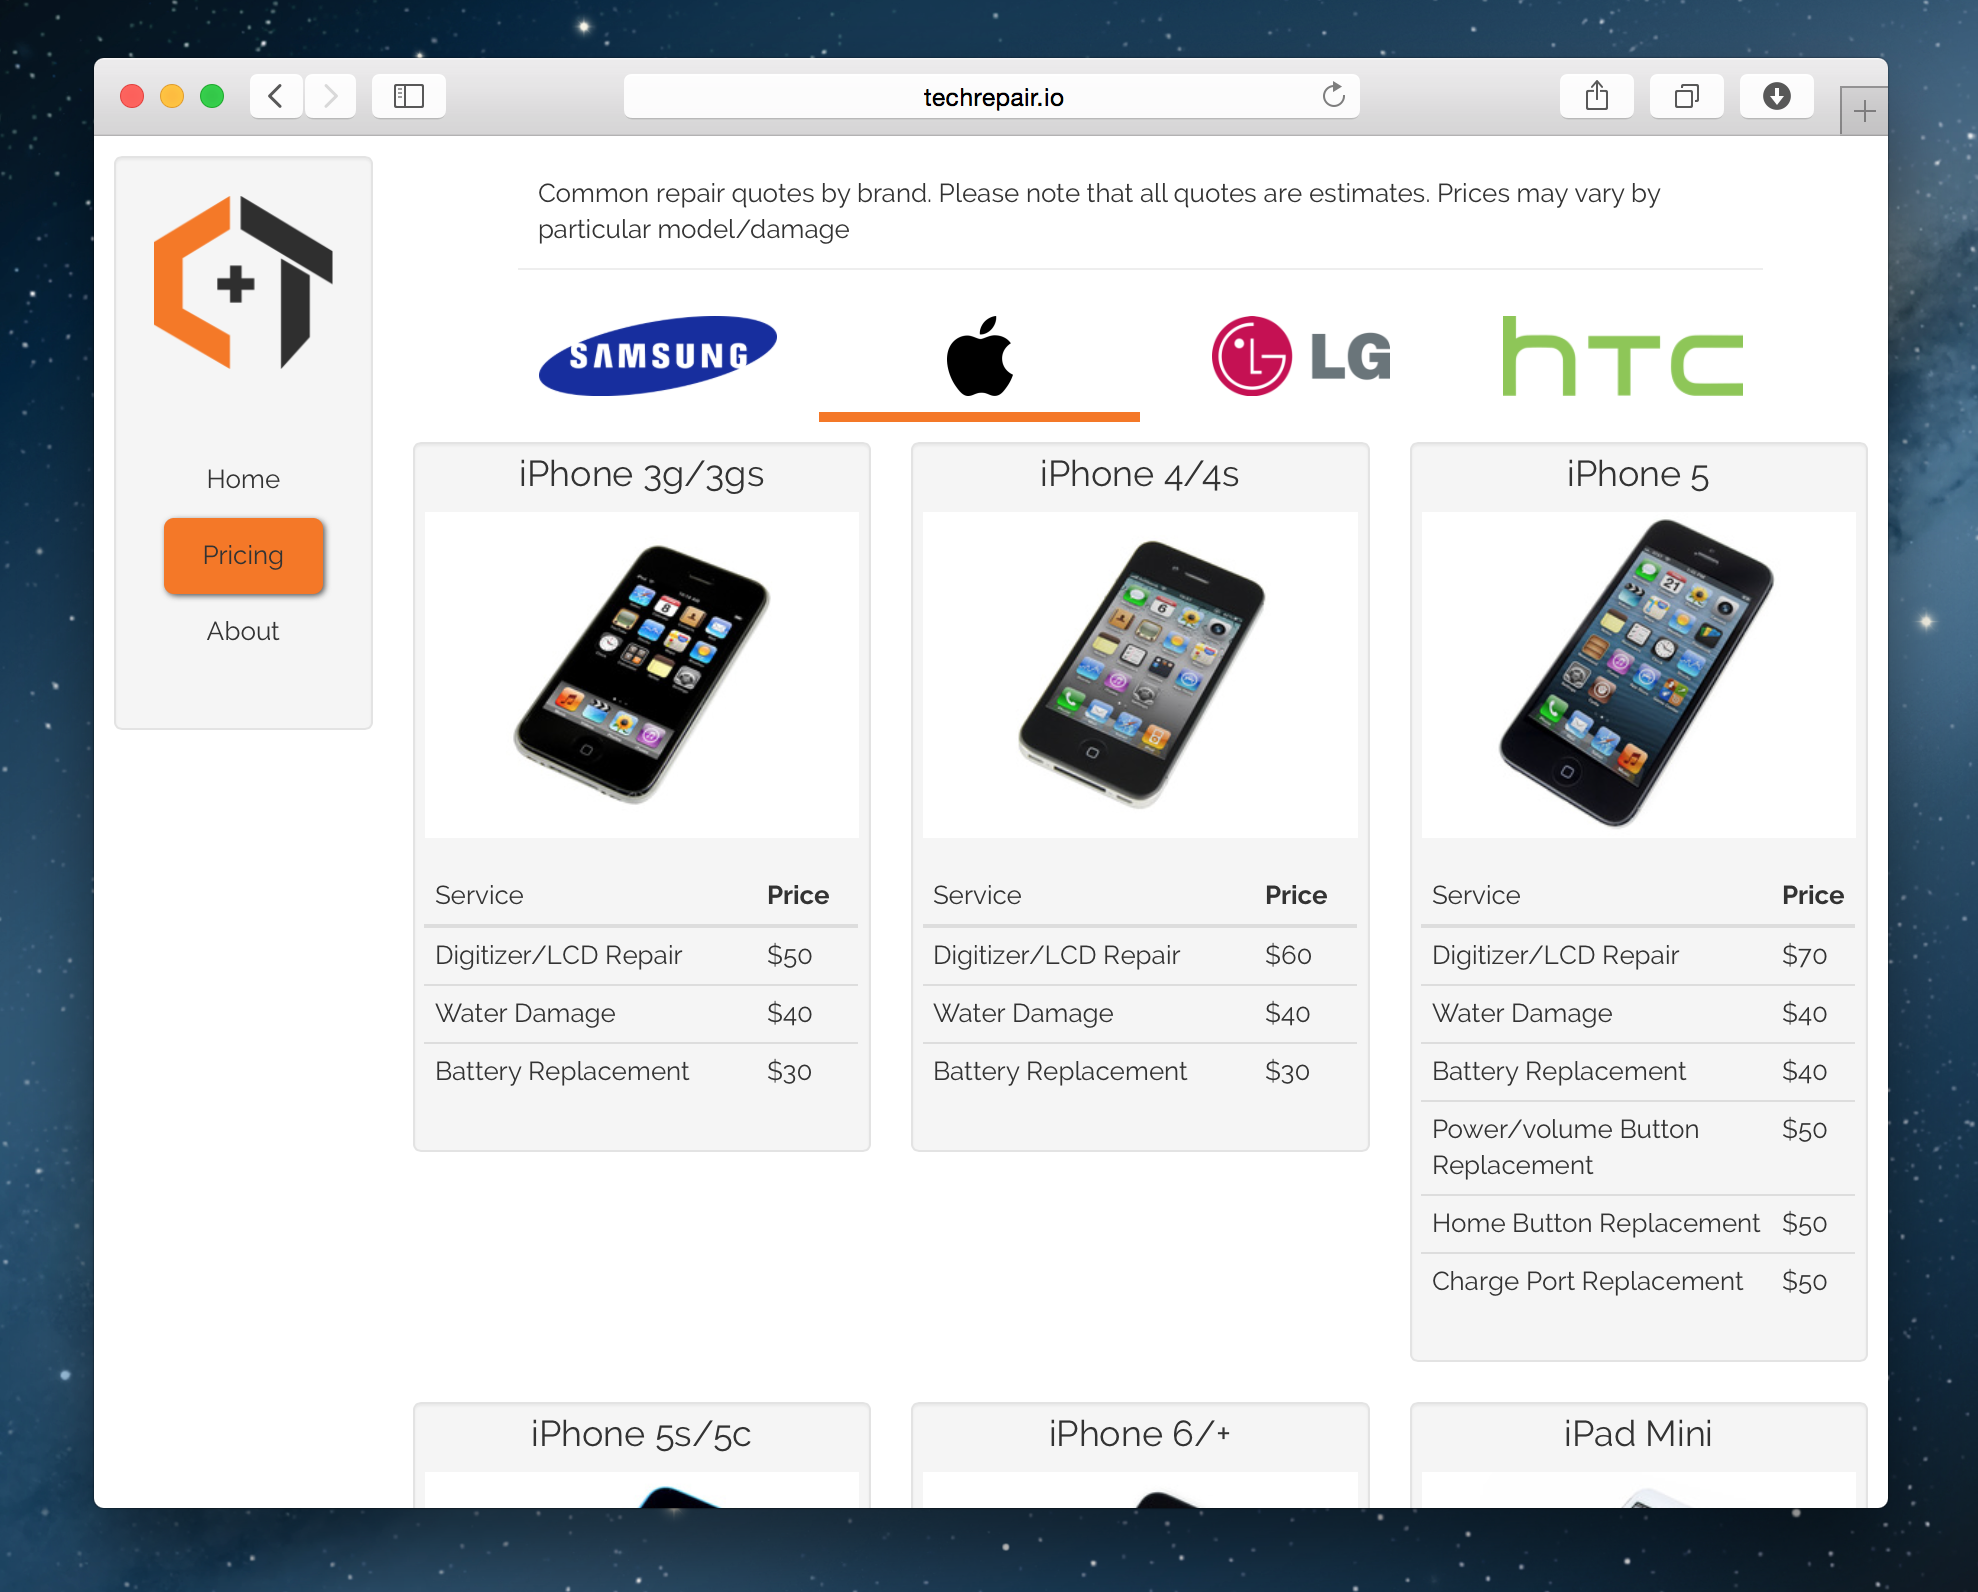 techrepair.io
Common repair quotes by brand. Please note that all quotes are estimates. Prices may vary by
particular model/damage
SAMSUNG
LG
hTC
Home
Pricing
About
iPhone 3g/3gs
Service Price
Digitizer/LCD Repair $50
Water Damage $40
Battery Replacement $30
iPhone 4/4s
Service Price
Digitizer/LCD Repair $60
Water Damage $40
Battery Replacement $30
iPhone 5
Service Price
Digitizer/LCD Repair $70
Water Damage $40
Battery Replacement $40
Power/volume Button $50
Replacement
Home Button Replacement $50
Charge Port Replacement $50
iPhone 5s/5c
iPhone 6/+
iPad Mini